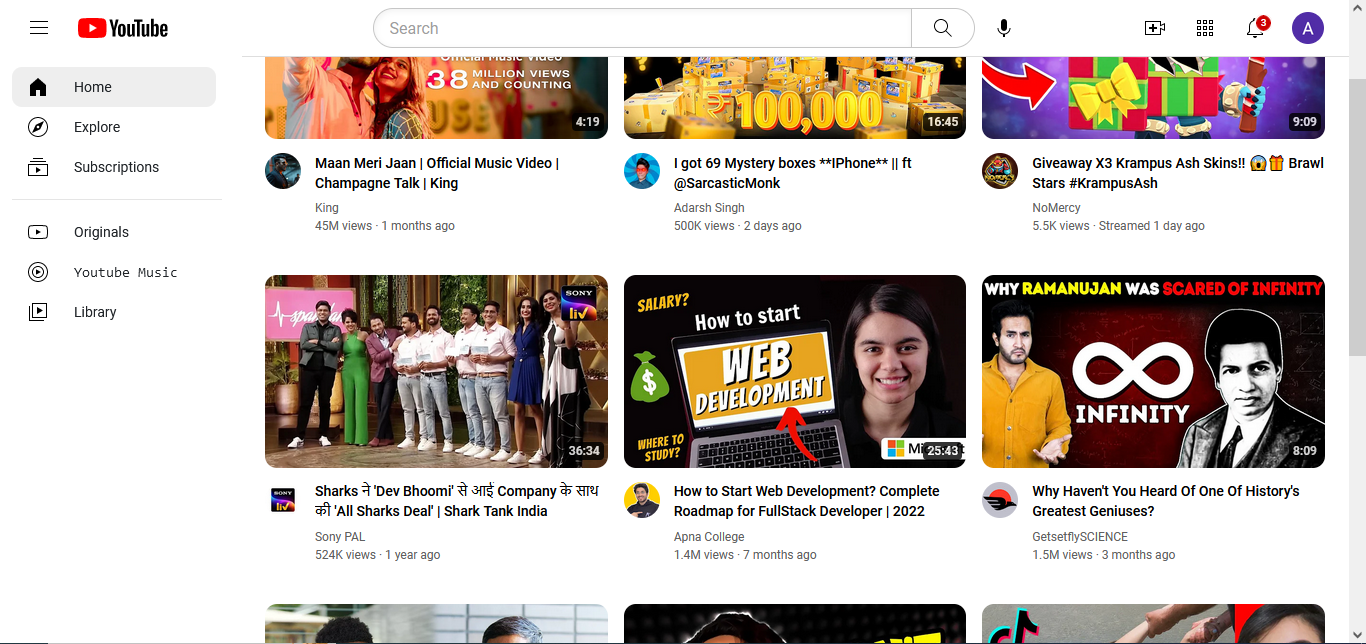 YouTube
Search
3
A
Home
Explore
Subscriptions
Originals
Youtube Music
Library
Official Music Video
38 MILLION VIEWS
AND COUNTING
4:19
₹100,000
16:45
9:09
Maan Meri Jaan | Official Music Video |
Champagne Talk | King
King
45M views · 1 months ago
I got 69 Mystery boxes **IPhone** || ft
@SarcasticMonk
Adarsh Singh
500K views · 2 days ago
NOMERCY
Giveaway X3 Krampus Ash Skins!! 😱🎁 Brawl
Stars #KrampusAsh
NoMercy
5.5K views · Streamed 1 day ago
SONY
liv
36:34
SALARY?
How to start
WEB
DEVELOPMENT
$
WHERE TO
STUDY?
25:43
WHY RAMANUJAN WAS SCARED OF INFINITY
INFINITY
8:09
SONY
liv
Sharks ने 'Dev Bhoomi' से आई Company के साथ
की 'All Sharks Deal' | Shark Tank India
Sony PAL
524K views · 1 year ago
How to Start Web Development? Complete
Roadmap for FullStack Developer | 2022
Apna College
1.4M views · 7 months ago
Why Haven't You Heard Of One Of History's
Greatest Geniuses?
GetsetflySCIENCE
1.5M views · 3 months ago